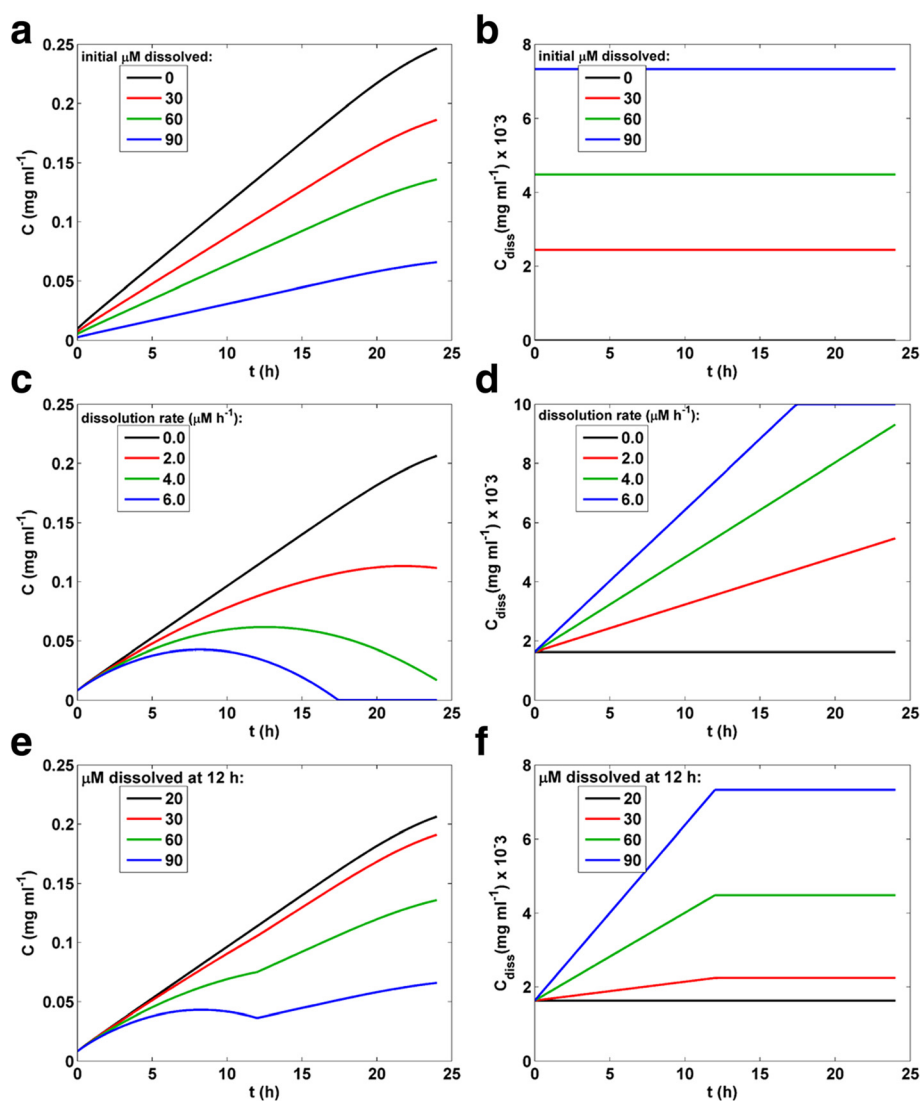 a
b
0.25
0.2
0.15
0.1
0.05
0
C (mg ml⁻¹)
initial μM dissolved:
0
30
60
90
0 5 10 15 20 25
t (h)
8
6
4
2
0
C_diss(mg ml⁻¹) x 10⁻3
initial μM dissolved:
0
30
60
90
0 5 10 15 20 25
t (h)
c
d
0.25
0.2
0.15
0.1
0.05
0
C (mg ml⁻¹)
dissolution rate (μM h⁻¹):
0.0
2.0
4.0
6.0
0 5 10 15 20 25
t (h)
10
8
6
4
2
0
C_diss(mg ml⁻¹) x 10⁻3
dissolution rate (μM h⁻¹):
0.0
2.0
4.0
6.0
0 5 10 15 20 25
t (h)
e
f
0.25
0.2
0.15
0.1
0.05
0
C (mg ml⁻¹)
μM dissolved at 12 h:
20
30
60
90
0 5 10 15 20 25
t (h)
8
6
4
2
0
C_diss(mg ml⁻¹) x 10⁻3
μM dissolved at 12 h:
20
30
60
90
0 5 10 15 20 25
t (h)